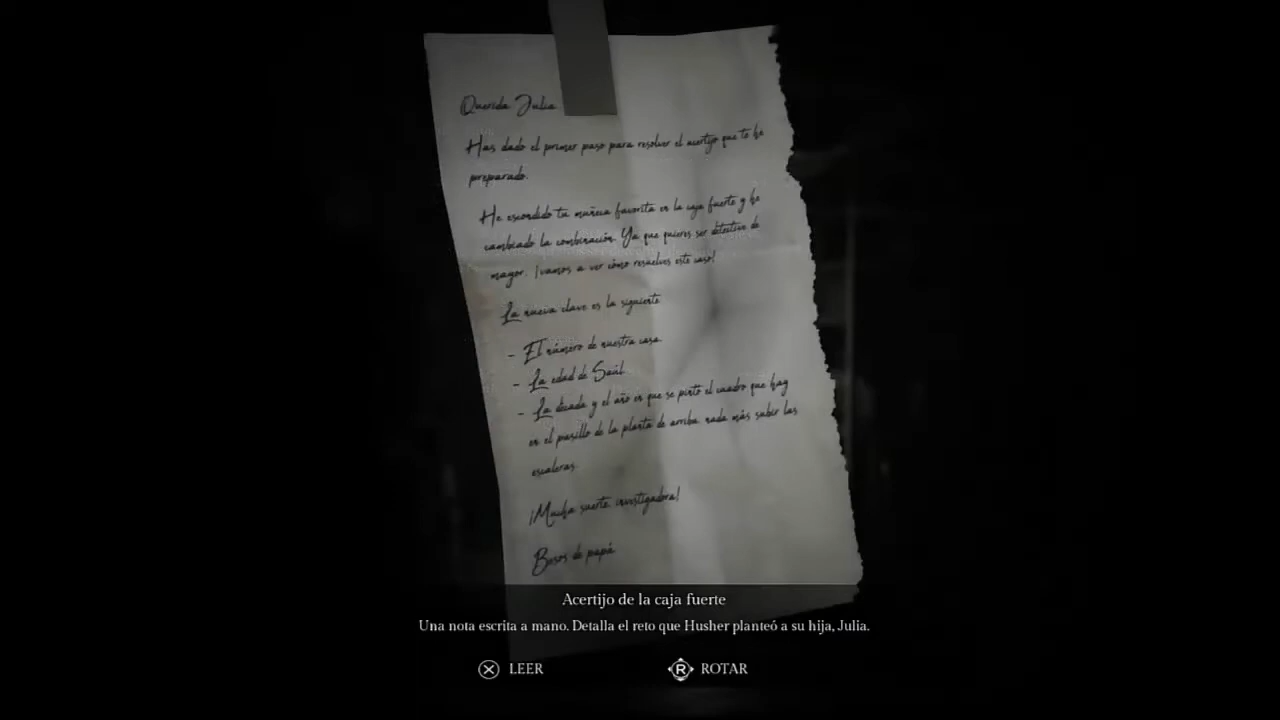 Querida Julia
Has dado el primer paso para resolver el acertijo que te he
preparado.
He escondido tu muñeca favorita en la caja fuerte y he
cambiado la combinación. Ya que quieres ser detective de
mayor, ¡vamos a ver cómo resuelves este caso!
La nueva clave es la siguiente
- El número de nuestra casa.
- La edad de Saúl.
- La década y el año en que se pintó el cuadro que hay
en el pasillo de la planta de arriba, nada más subir las
escaleras.
¡Mucha suerte, investigadora!
Besos de papá
Acertijo de la caja fuerte
Una nota escrita a mano. Detalla el reto que Husher planteó a su hija, Julia.
LEER
R ROTAR